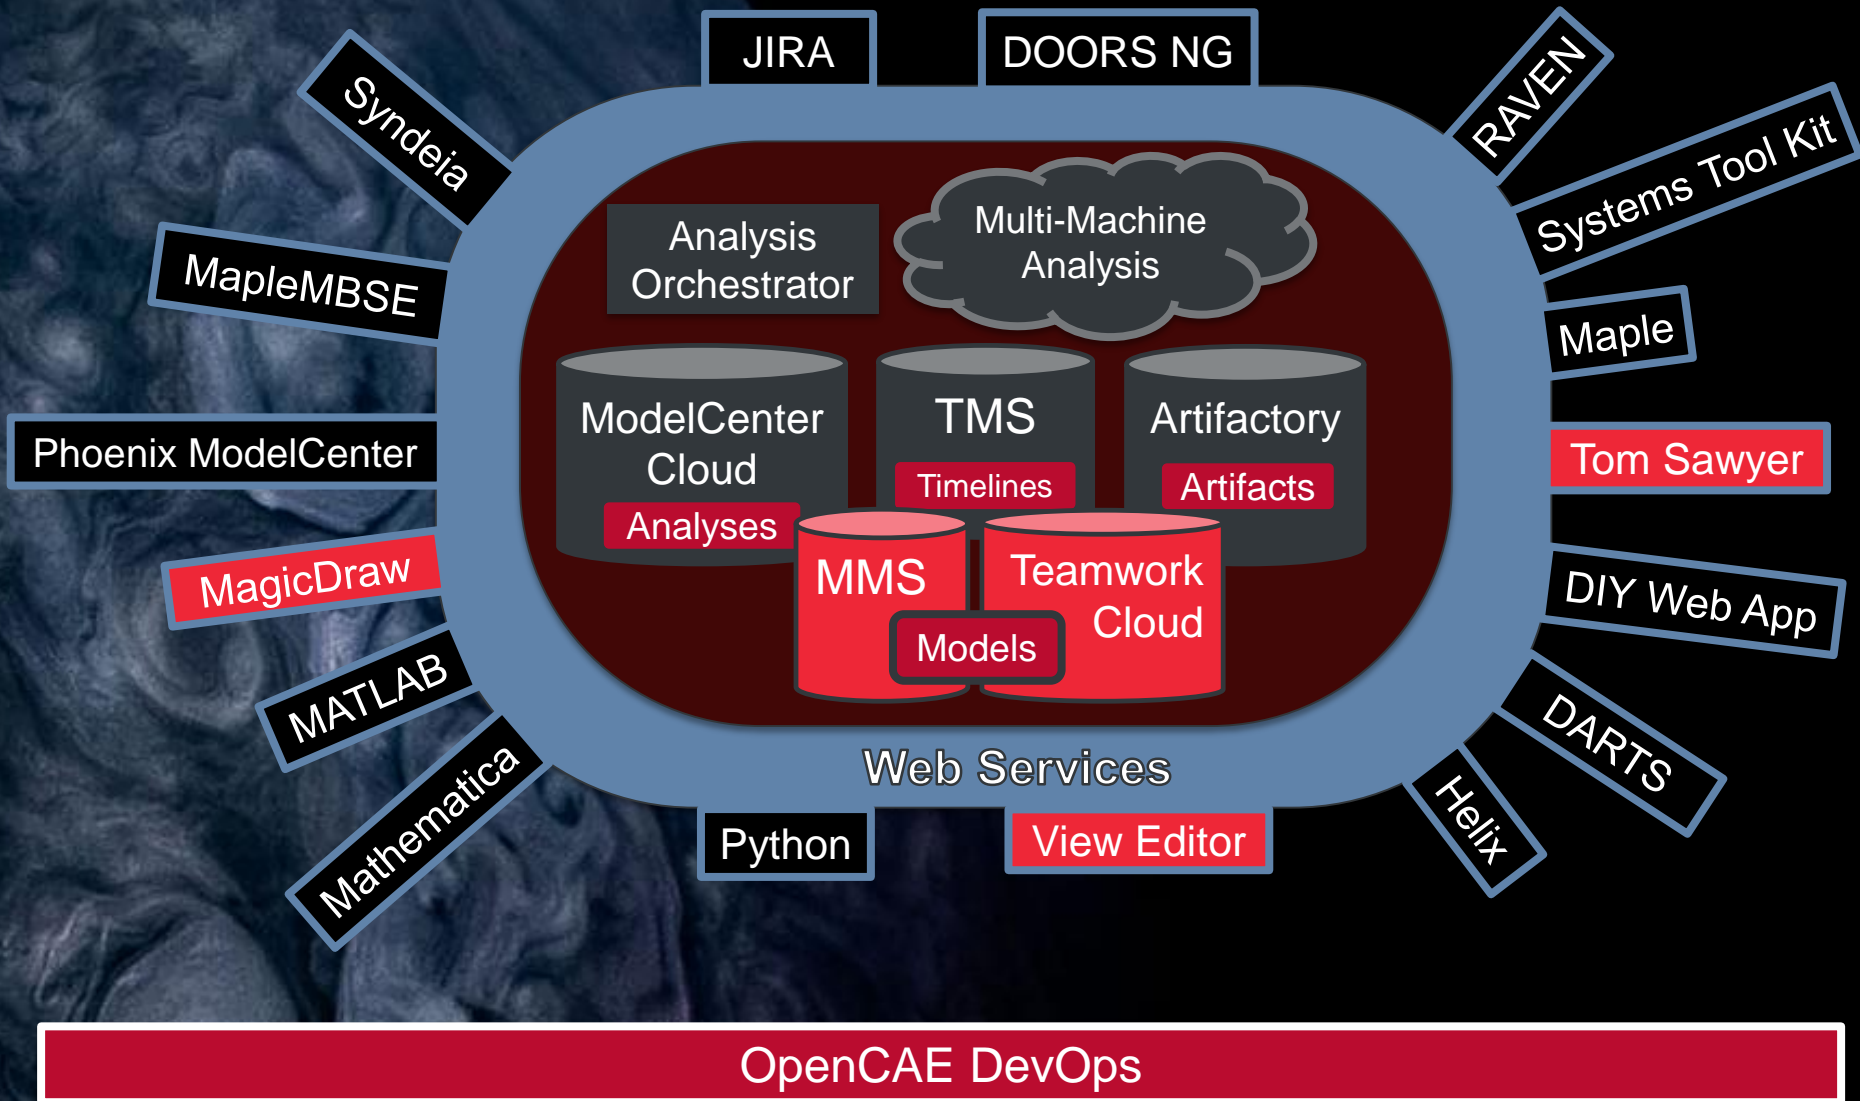 JIRA
DOORS NG
Syndeia
RAVEN
Systems Tool Kit
MapleMBSE
Maple
Phoenix ModelCenter
Tom Sawyer
MagicDraw
DIY Web App
MATLAB
DARTS
Mathematica
Helix
Python
View Editor
Analysis
Orchestrator
Multi-Machine
Analysis
ModelCenter
Cloud
Analyses
TMS
Timelines
Artifactory
Artifacts
MMS
Teamwork
Cloud
Models
Web Services
OpenCAE DevOps